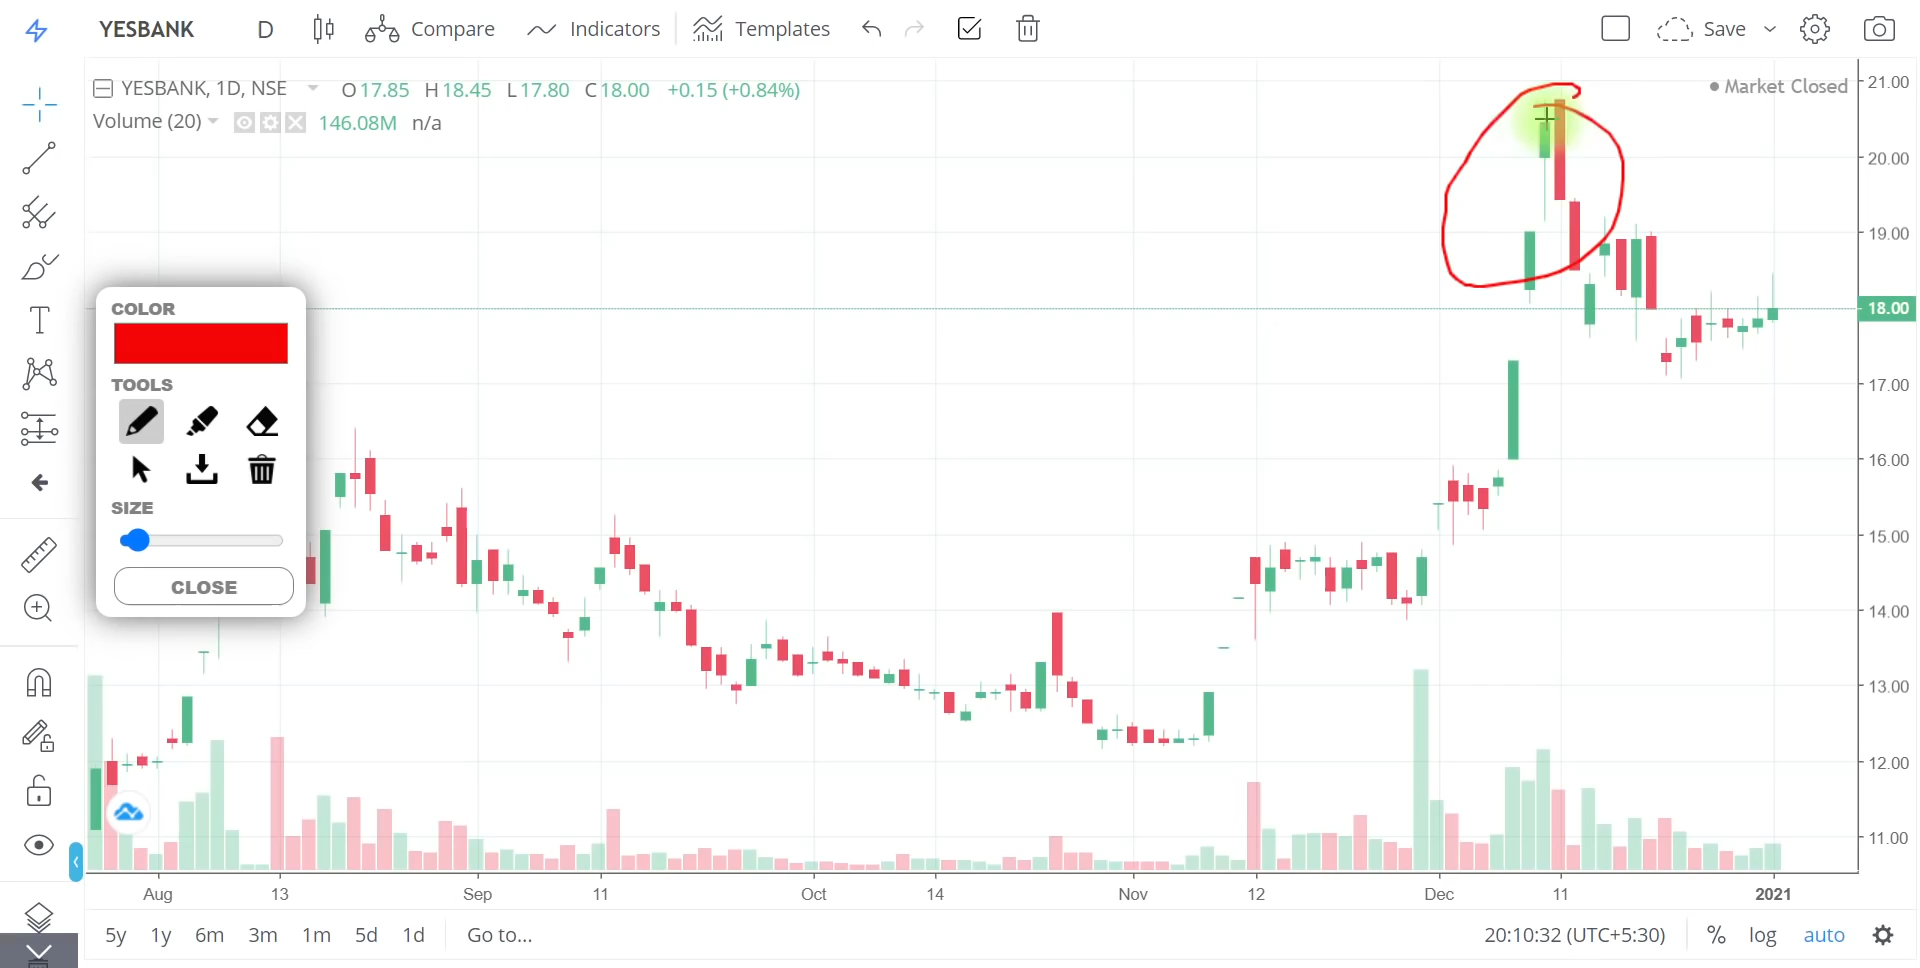 YESBANK D Compare Indicators Templates Save
YESBANK, 1D, NSE O17.85 H18.45 L17.80 C18.00 +0.15 (+0.84%)
Market Closed
Volume (20) 146.08M n/a
21.00
20.00
19.00
18.00
17.00
16.00
15.00
14.00
13.00
12.00
11.00
COLOR
TOOLS
SIZE
CLOSE
T
Aug 13 Sep 11 Oct 14 Nov 12 Dec 11 2021
5y 1y 6m 3m 1m 5d 1d Go to... 20:10:32 (UTC+5:30) % log auto